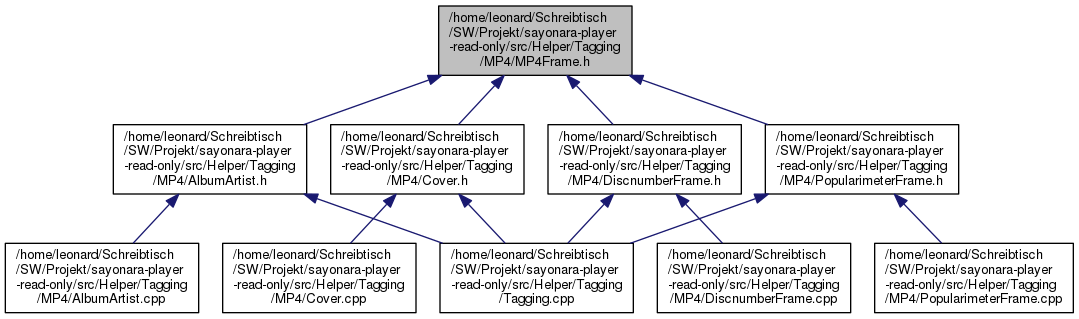 /home/leonard/Schreibtisch
/SW/Projekt/sayonara-player
-read-only/src/Helper/Tagging
/MP4/MP4Frame.h
/home/leonard/Schreibtisch
/SW/Projekt/sayonara-player
-read-only/src/Helper/Tagging
/MP4/AlbumArtist.h
/home/leonard/Schreibtisch
/SW/Projekt/sayonara-player
-read-only/src/Helper/Tagging
/MP4/Cover.h
/home/leonard/Schreibtisch
/SW/Projekt/sayonara-player
-read-only/src/Helper/Tagging
/MP4/DiscnumberFrame.h
/home/leonard/Schreibtisch
/SW/Projekt/sayonara-player
-read-only/src/Helper/Tagging
/MP4/PopularimeterFrame.h
/home/leonard/Schreibtisch
/SW/Projekt/sayonara-player
-read-only/src/Helper/Tagging
/MP4/AlbumArtist.cpp
/home/leonard/Schreibtisch
/SW/Projekt/sayonara-player
-read-only/src/Helper/Tagging
/MP4/Cover.cpp
/home/leonard/Schreibtisch
/SW/Projekt/sayonara-player
-read-only/src/Helper/Tagging
/Tagging.cpp
/home/leonard/Schreibtisch
/SW/Projekt/sayonara-player
-read-only/src/Helper/Tagging
/MP4/DiscnumberFrame.cpp
/home/leonard/Schreibtisch
/SW/Projekt/sayonara-player
-read-only/src/Helper/Tagging
/MP4/PopularimeterFrame.cpp